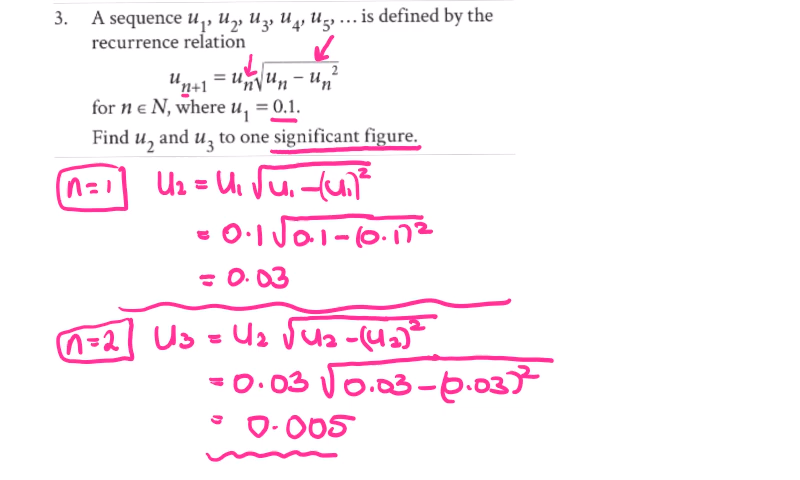 3. A sequence u₁, u₂, u₃, u₄, u₅, ... is defined by the
recurrence relation
uₙ₊₁ = uₙ√(uₙ − uₙ²)
for n ϵ N, where u₁ = 0.1.
Find u₂ and u₃ to one significant figure.
n=1 U₂ = U₁ √(U₁ −(U₁)²)
= 0.1 √(0.1 − (0.1)²)
= 0.03
n=2 U₃ = U₂ √(U₂ −(U₂)²)
= 0.03 √(0.03 − (0.03)²)
= 0.005